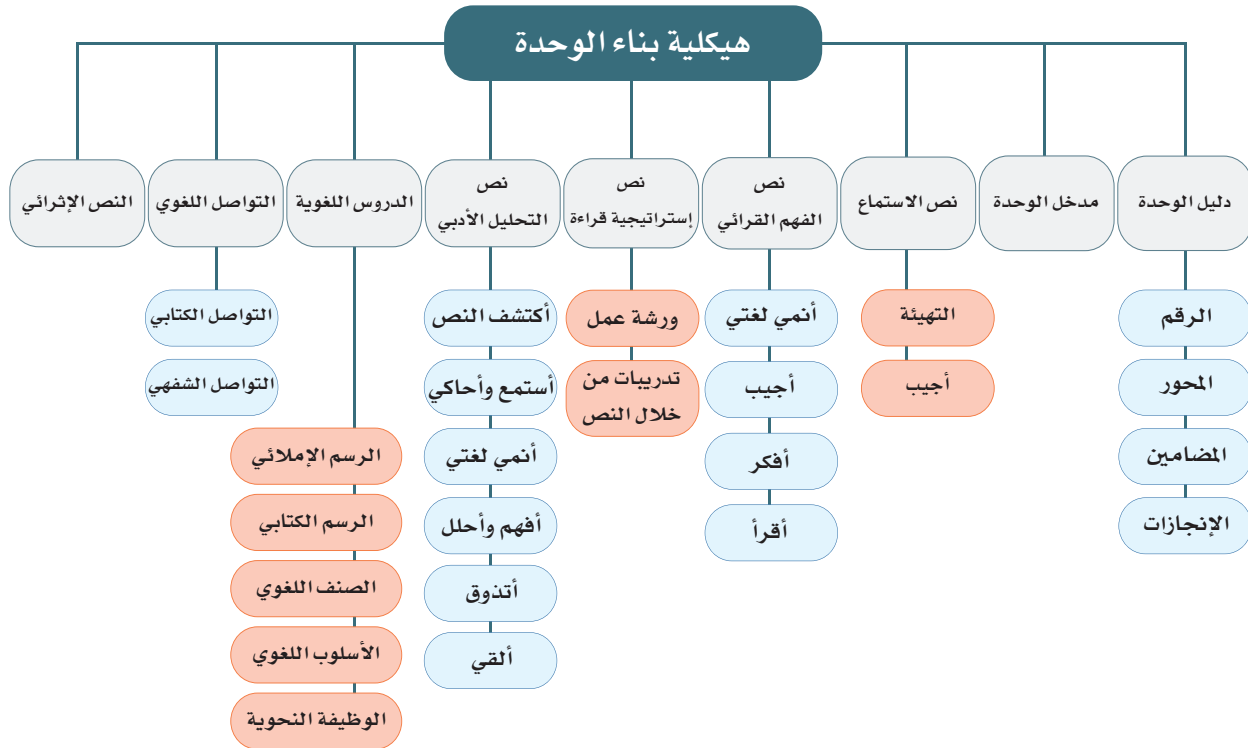 هيكلية بناء الوحدة
دليل الوحدة
الرقم
المحور
المضامين
الإنجازات
مدخل الوحدة
نص الاستماع
التهيئة
أجيب
نص
الفهم القرائي
أنمي لغتي
أجيب
أفكر
أقرأ
نص
إستراتيجية قراءة
ورشة عمل
تدريبات من
خلال النص
نص
التحليل الأدبي
أكتشف النص
أستمع وأحاكي
أنمي لغتي
أفهم وأحلل
أتذوق
ألقي
الدروس اللغوية
الرسم الإملائي
الرسم الكتابي
الصنف اللغوي
الأسلوب اللغوي
الوظيفة النحوية
التواصل اللغوي
التواصل الكتابي
التواصل الشفهي
النص الإثرائي